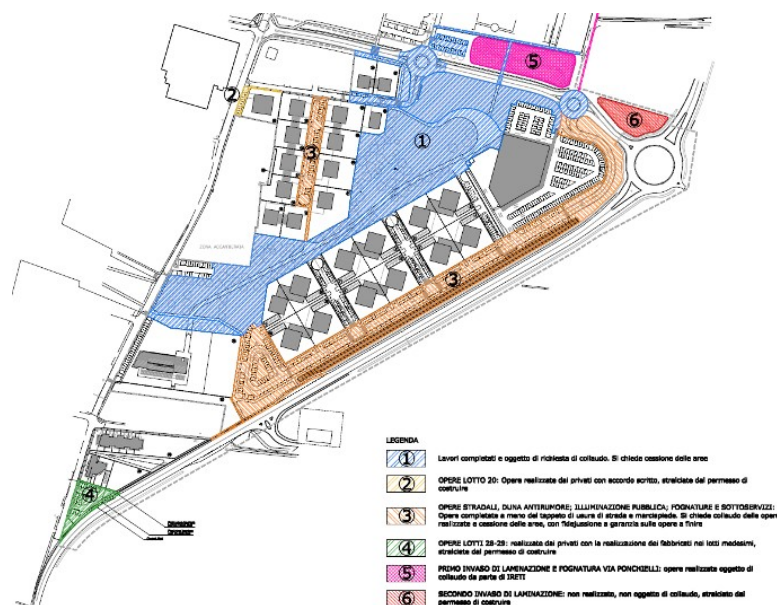 5
2
6
1
3
ZONA ACCANTONATA
3
4
LEGENDA
1 Lavori completati e oggetto di richiesta di collaudo. Si chiede cessione delle aree
2 OPERE LOTTO 20: Opere realizzate dai privati con accordo scritto, stralciate dal permesso di
costruire
3 OPERE STRADALI, DUNA ANTIRUMORE; ILLUMINAZIONE PUBBLICA; FOGNATURE E SOTTOSERVIZI:
Opere completate a meno del tappeto di usura di strada e marciapiede. Si chiede collaudo delle opere
realizzate e cessione delle aree, con fidejussione a garanzia sulle opere a finire
4 OPERE LOTTI 28-29: realizzate dai privati con la realizzazione dei fabbricati nei lotti medesimi,
stralciate dal permesso di costruire
5 PRIMO INVASO DI LAMINAZIONE E FOGNATURA VIA PONCHIELLI: opere realizzate oggetto di
collaudo da parte di IRETI
6 SECONDO INVASO DI LAMINAZIONE: non realizzato, non oggetto di collaudo, stralciato dal
permesso di costruire